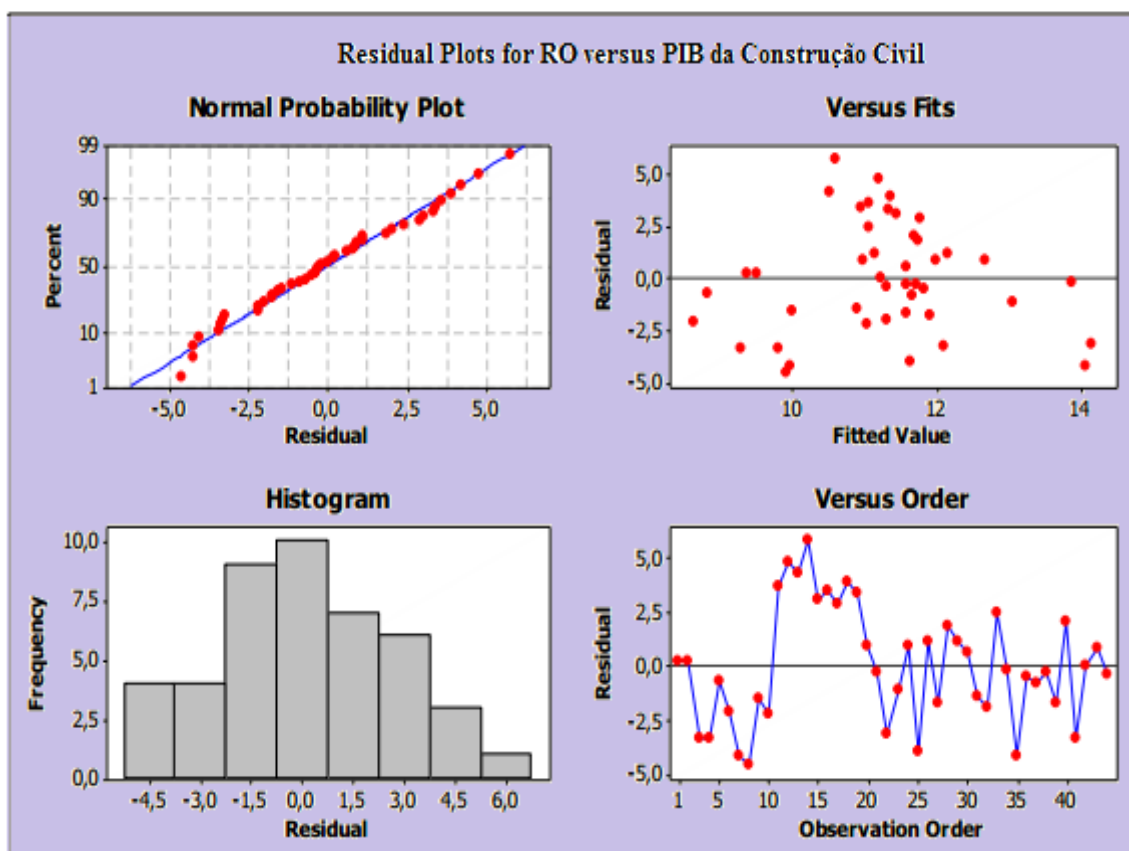 Residual Plots for RO versus PIB da Construção Civil
Normal Probability Plot
Percent
99
90
50
10
1
-5,0 -2,5 0,0 2,5 5,0
Residual
Versus Fits
Residual
5,0
2,5
0,0
-2,5
-5,0
10 12 14
Fitted Value
Histogram
Frequency
10,0
7,5
5,0
2,5
0,0
-4,5 -3,0 -1,5 0,0 1,5 3,0 4,5 6,0
Residual
Versus Order
Residual
5,0
2,5
0,0
-2,5
-5,0
1 5 10 15 20 25 30 35 40
Observation Order